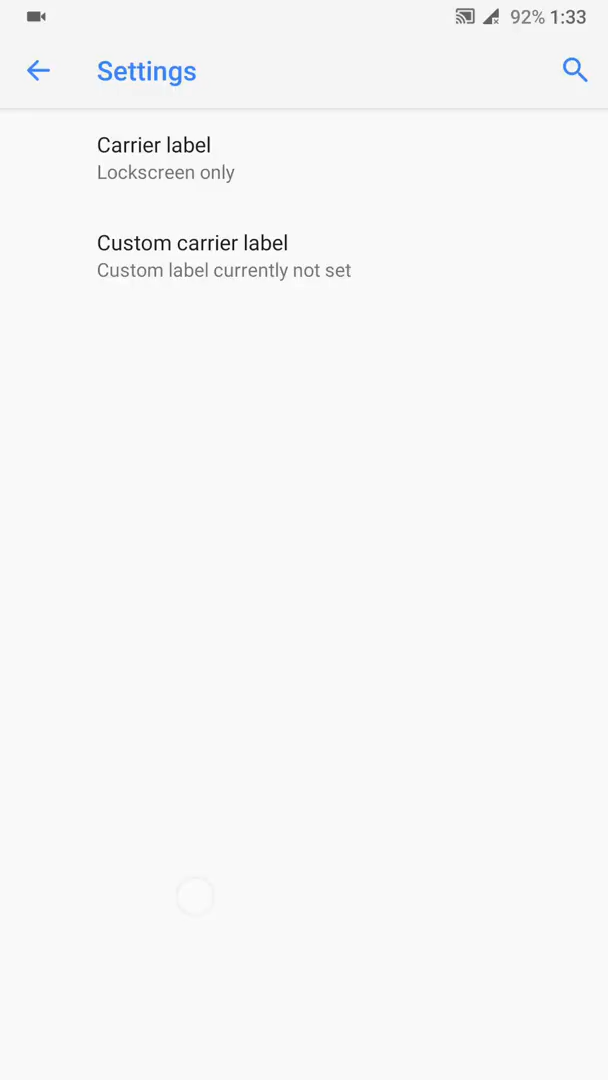 92% 1:33
Settings
Carrier label
Lockscreen only
Custom carrier label
Custom label currently not set